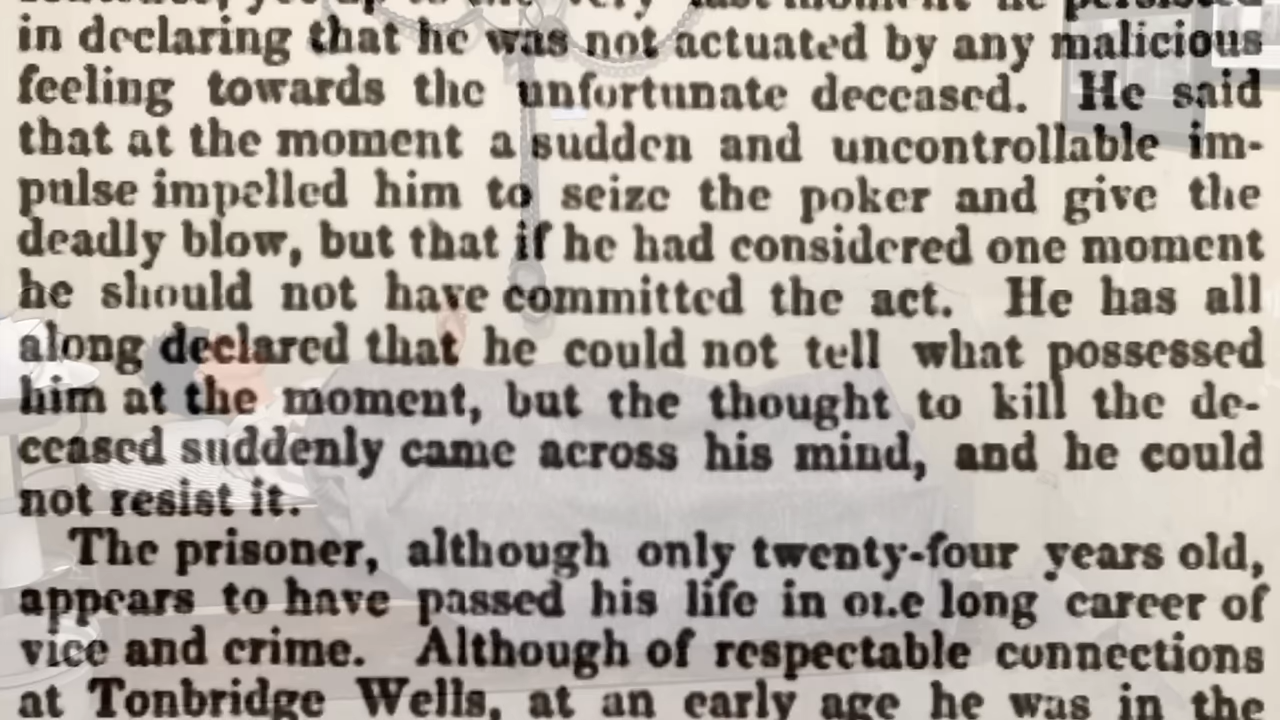 very last moment he persisted
in declaring that he was not actuated by any malicious
feeling towards the unfortunate deceased. He said
that at the moment a sudden and uncontrollable im-
pulse impelled him to seize the poker and give the
deadly blow, but that if he had considered one moment
he should not have committed the act. He has all
along declared that he could not tell what possessed
him at the moment, but the thought to kill the de-
ceased suddenly came across his mind, and he could
not resist it.
The prisoner, although only twenty-four years old,
appears to have passed his life in one long career of
vice and crime. Although of respectable connections
at Tonbridge Wells, at an early age he was in the